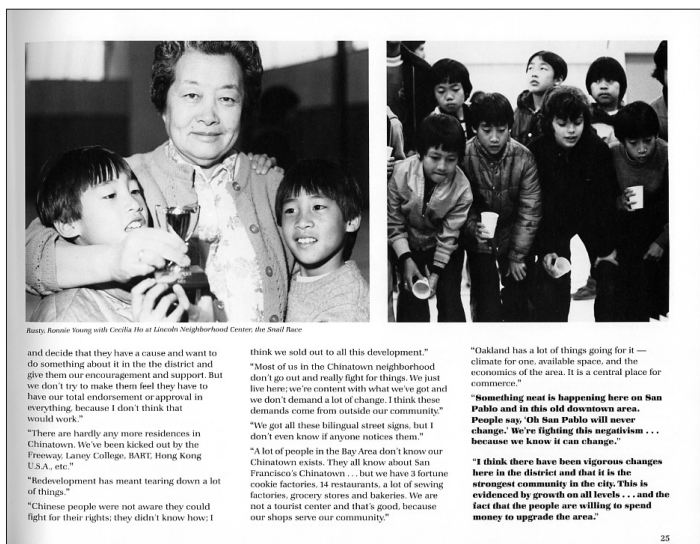 Rusty, Ronnie Young with Cecilia Ho at Lincoln Neighborhood Center; the Snail Race
and decide that they have a cause and want to
do something about it in the the district and
give them our encouragement and support. But
we don't try to make them feel they have to
have our total endorsement or approval in
everything, because I don't think that
would work."
"There are hardly any more residences in
Chinatown. We've been kicked out by the
Freeway, Laney College, BART, Hong Kong
U.S.A., etc."
"Redevelopment has meant tearing down a lot
of things."
"Chinese people were not aware they could
fight for their rights; they didn't know how; I
think we sold out to all this development."
"Most of us in the Chinatown neighborhood
don't go out and really fight for things. We just
live here; we're content with what we've got and
we don't demand a lot of change. I think these
demands come from outside our community."
"We got all these bilingual street signs, but I
don't even know if anyone notices them."
"A lot of people in the Bay Area don't know our
Chinatown exists. They all know about San
Francisco's Chinatown . . . but we have 3 fortune
cookie factories, 14 restaurants, a lot of sewing
factories, grocery stores and bakeries. We are
not a tourist center and that's good, because
our shops serve our community."
"Oakland has a lot of things going for it —
climate for one, available space, and the
economics of the area. It is a central place for
commerce."
"Something neat is happening here on San
Pablo and in this old downtown area.
People say, 'Oh San Pablo will never
change.' We're fighting this negativism . . .
because we know it can change."
"I think there have been vigorous changes
here in the district and that it is the
strongest community in the city. This is
evidenced by growth on all levels . . . and the
fact that the people are willing to spend
money to upgrade the area."
25